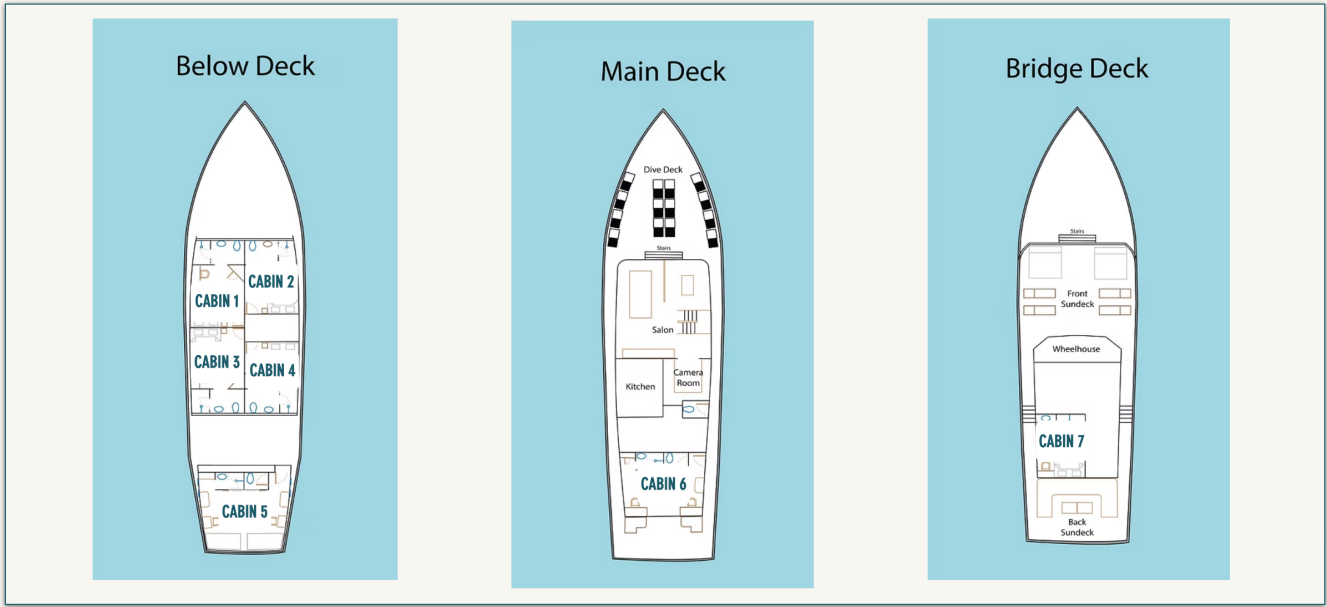 Below Deck
CABIN 1
CABIN 2
CABIN 3
CABIN 4
CABIN 5
Main Deck
Dive Deck
Stairs
Salon
Kitchen
Camera
Room
CABIN 6
Bridge Deck
Stairs
Front
Sundeck
Wheelhouse
CABIN 7
Back
Sundeck